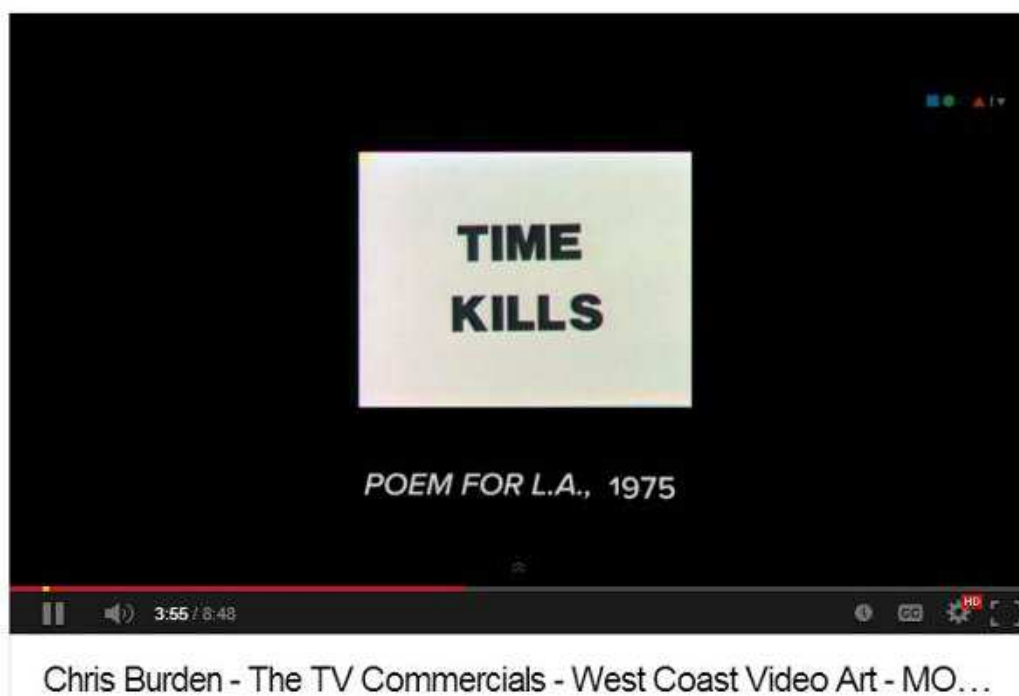 TIME
KILLS
POEM FOR L.A., 1975
3:55 / 8:48
CC
HD
Chris Burden - The TV Commercials - West Coast Video Art - MO...